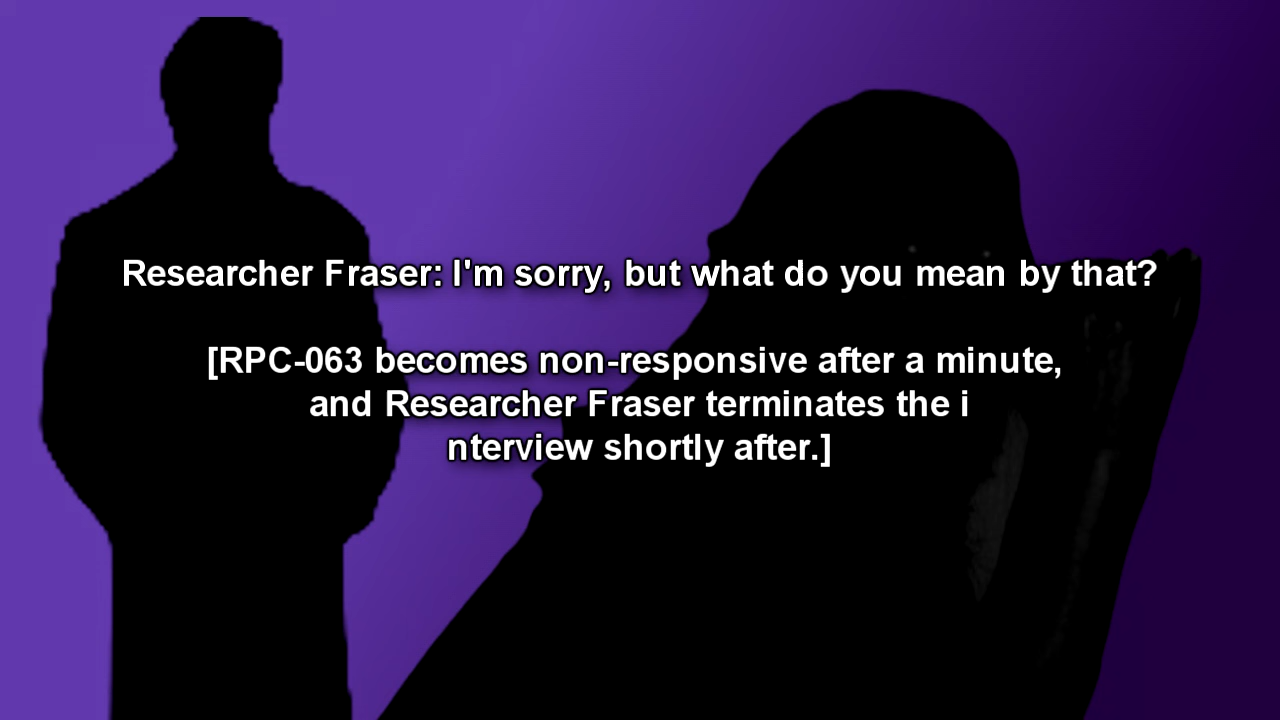 Researcher Fraser: I'm sorry, but what do you mean by that?
[RPC-063 becomes non-responsive after a minute,
and Researcher Fraser terminates the i
nterview shortly after.]